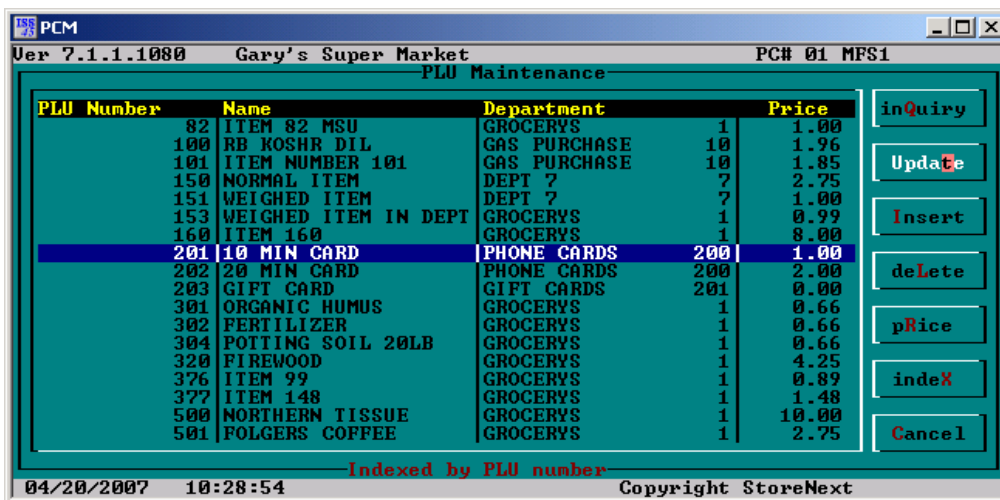 ISS 45 PCM
Ver 7.1.1.1080 Gary's Super Market PC# 01 MFS1
PLU Maintenance
PLU Number Name Department Price
82 ITEM 82 MSU GROCERYS 1 1.00
100 RB KOSHR DIL GAS PURCHASE 10 1.96
101 ITEM NUMBER 101 GAS PURCHASE 10 1.85
150 NORMAL ITEM DEPT 7 7 2.75
151 WEIGHED ITEM DEPT 7 7 1.00
153 WEIGHED ITEM IN DEPT GROCERYS 1 0.99
160 ITEM 160 GROCERYS 1 8.00
201 10 MIN CARD PHONE CARDS 200 1.00
202 20 MIN CARD PHONE CARDS 200 2.00
203 GIFT CARD GIFT CARDS 201 0.00
301 ORGANIC HUMUS GROCERYS 1 0.66
302 FERTILIZER GROCERYS 1 0.66
304 POTTING SOIL 20LB GROCERYS 1 0.66
320 FIREWOOD GROCERYS 1 4.25
376 ITEM 99 GROCERYS 1 0.89
377 ITEM 148 GROCERYS 1 1.48
500 NORTHERN TISSUE GROCERYS 1 10.00
501 FOLGERS COFFEE GROCERYS 1 2.75
inQuiry
Update
Insert
deLete
pRice
indeX
Cancel
Indexed by PLU number
04/20/2007 10:28:54 Copyright StoreNext